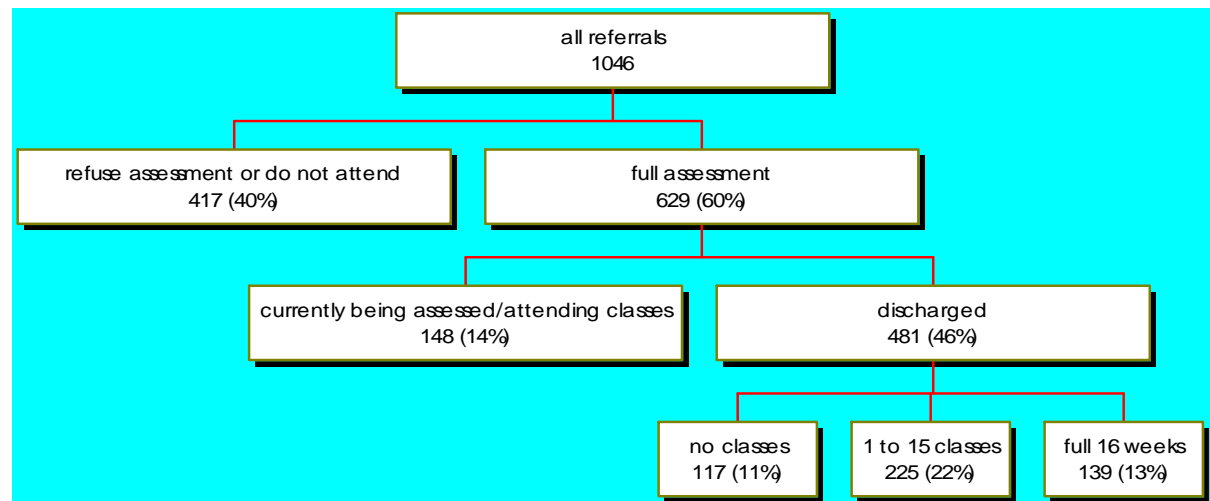 all referrals
1046
refuse assessment or do not attend
417 (40%)
full assessment
629 (60%)
currently being assessed/attending classes
148 (14%)
discharged
481 (46%)
no classes
117 (11%)
1 to 15 classes
225 (22%)
full 16 weeks
139 (13%)